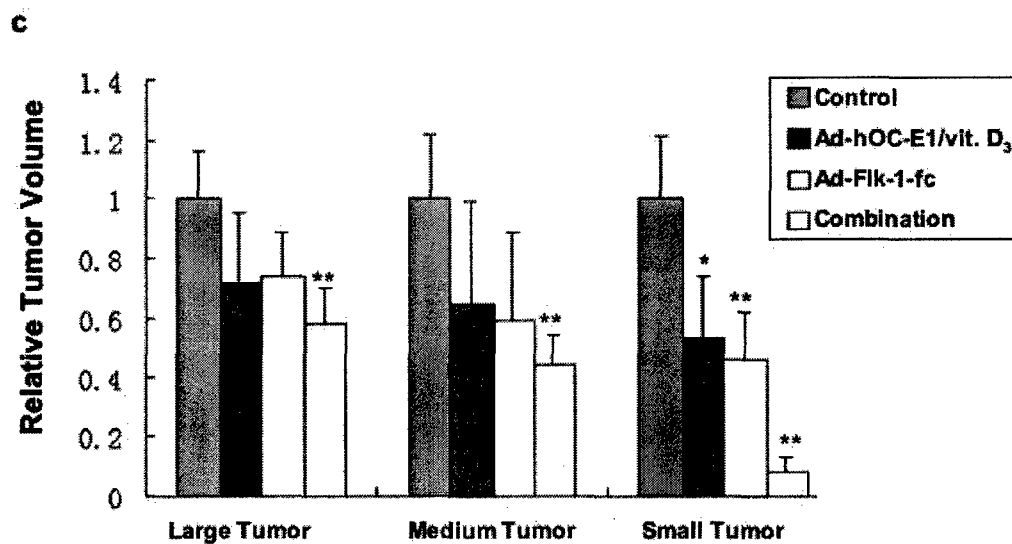 c
Relative Tumor Volume
1.4
1.2
1
0.8
0.6
0.4
0.2
0
Control
Ad-hOC-E1/vit. D₃
Ad-Flk-1-fc
Combination
**
**
*
**
**
Large Tumor
Medium Tumor
Small Tumor